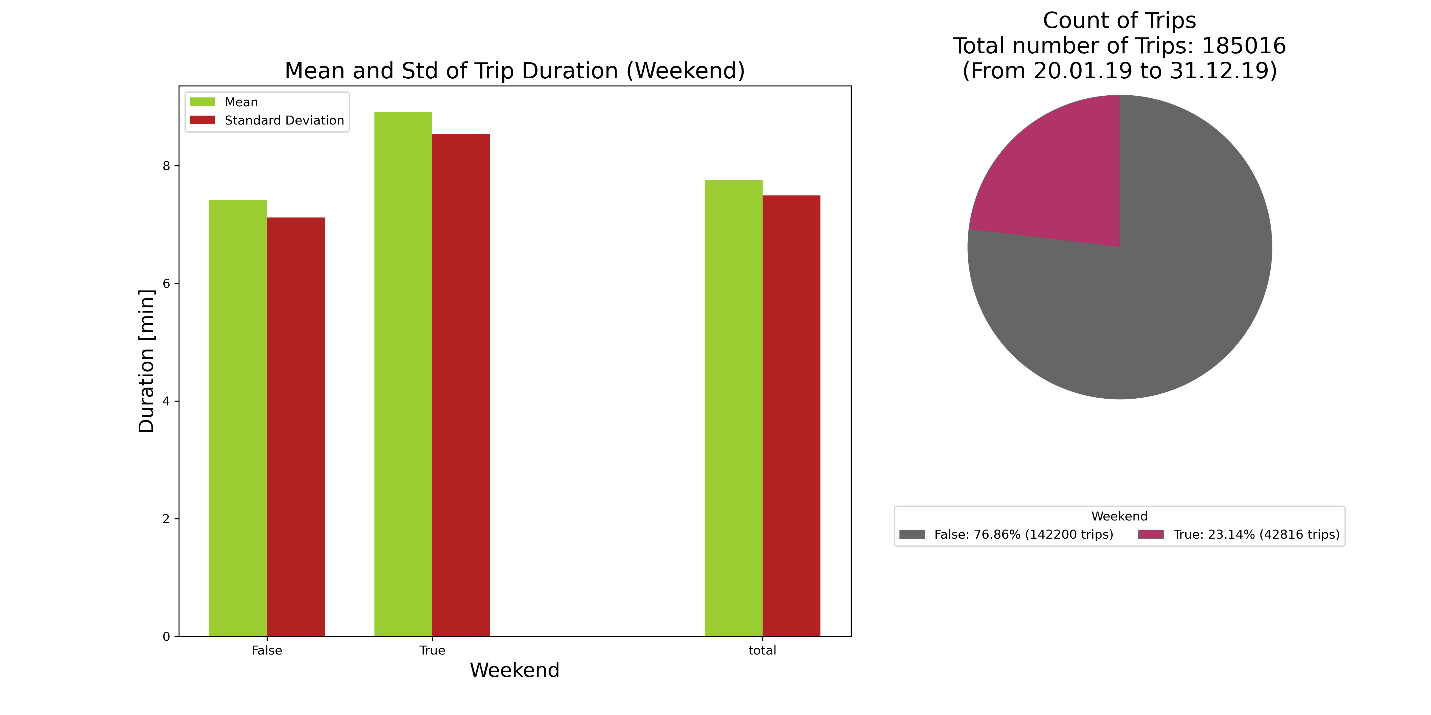 Mean and Std of Trip Duration (Weekend)
Mean
Standard Deviation
8
6
4
2
0
Duration [min]
False
True
total
Weekend
Count of Trips
Total number of Trips: 185016
(From 20.01.19 to 31.12.19)
Weekend
False: 76.86% (142200 trips)
True: 23.14% (42816 trips)